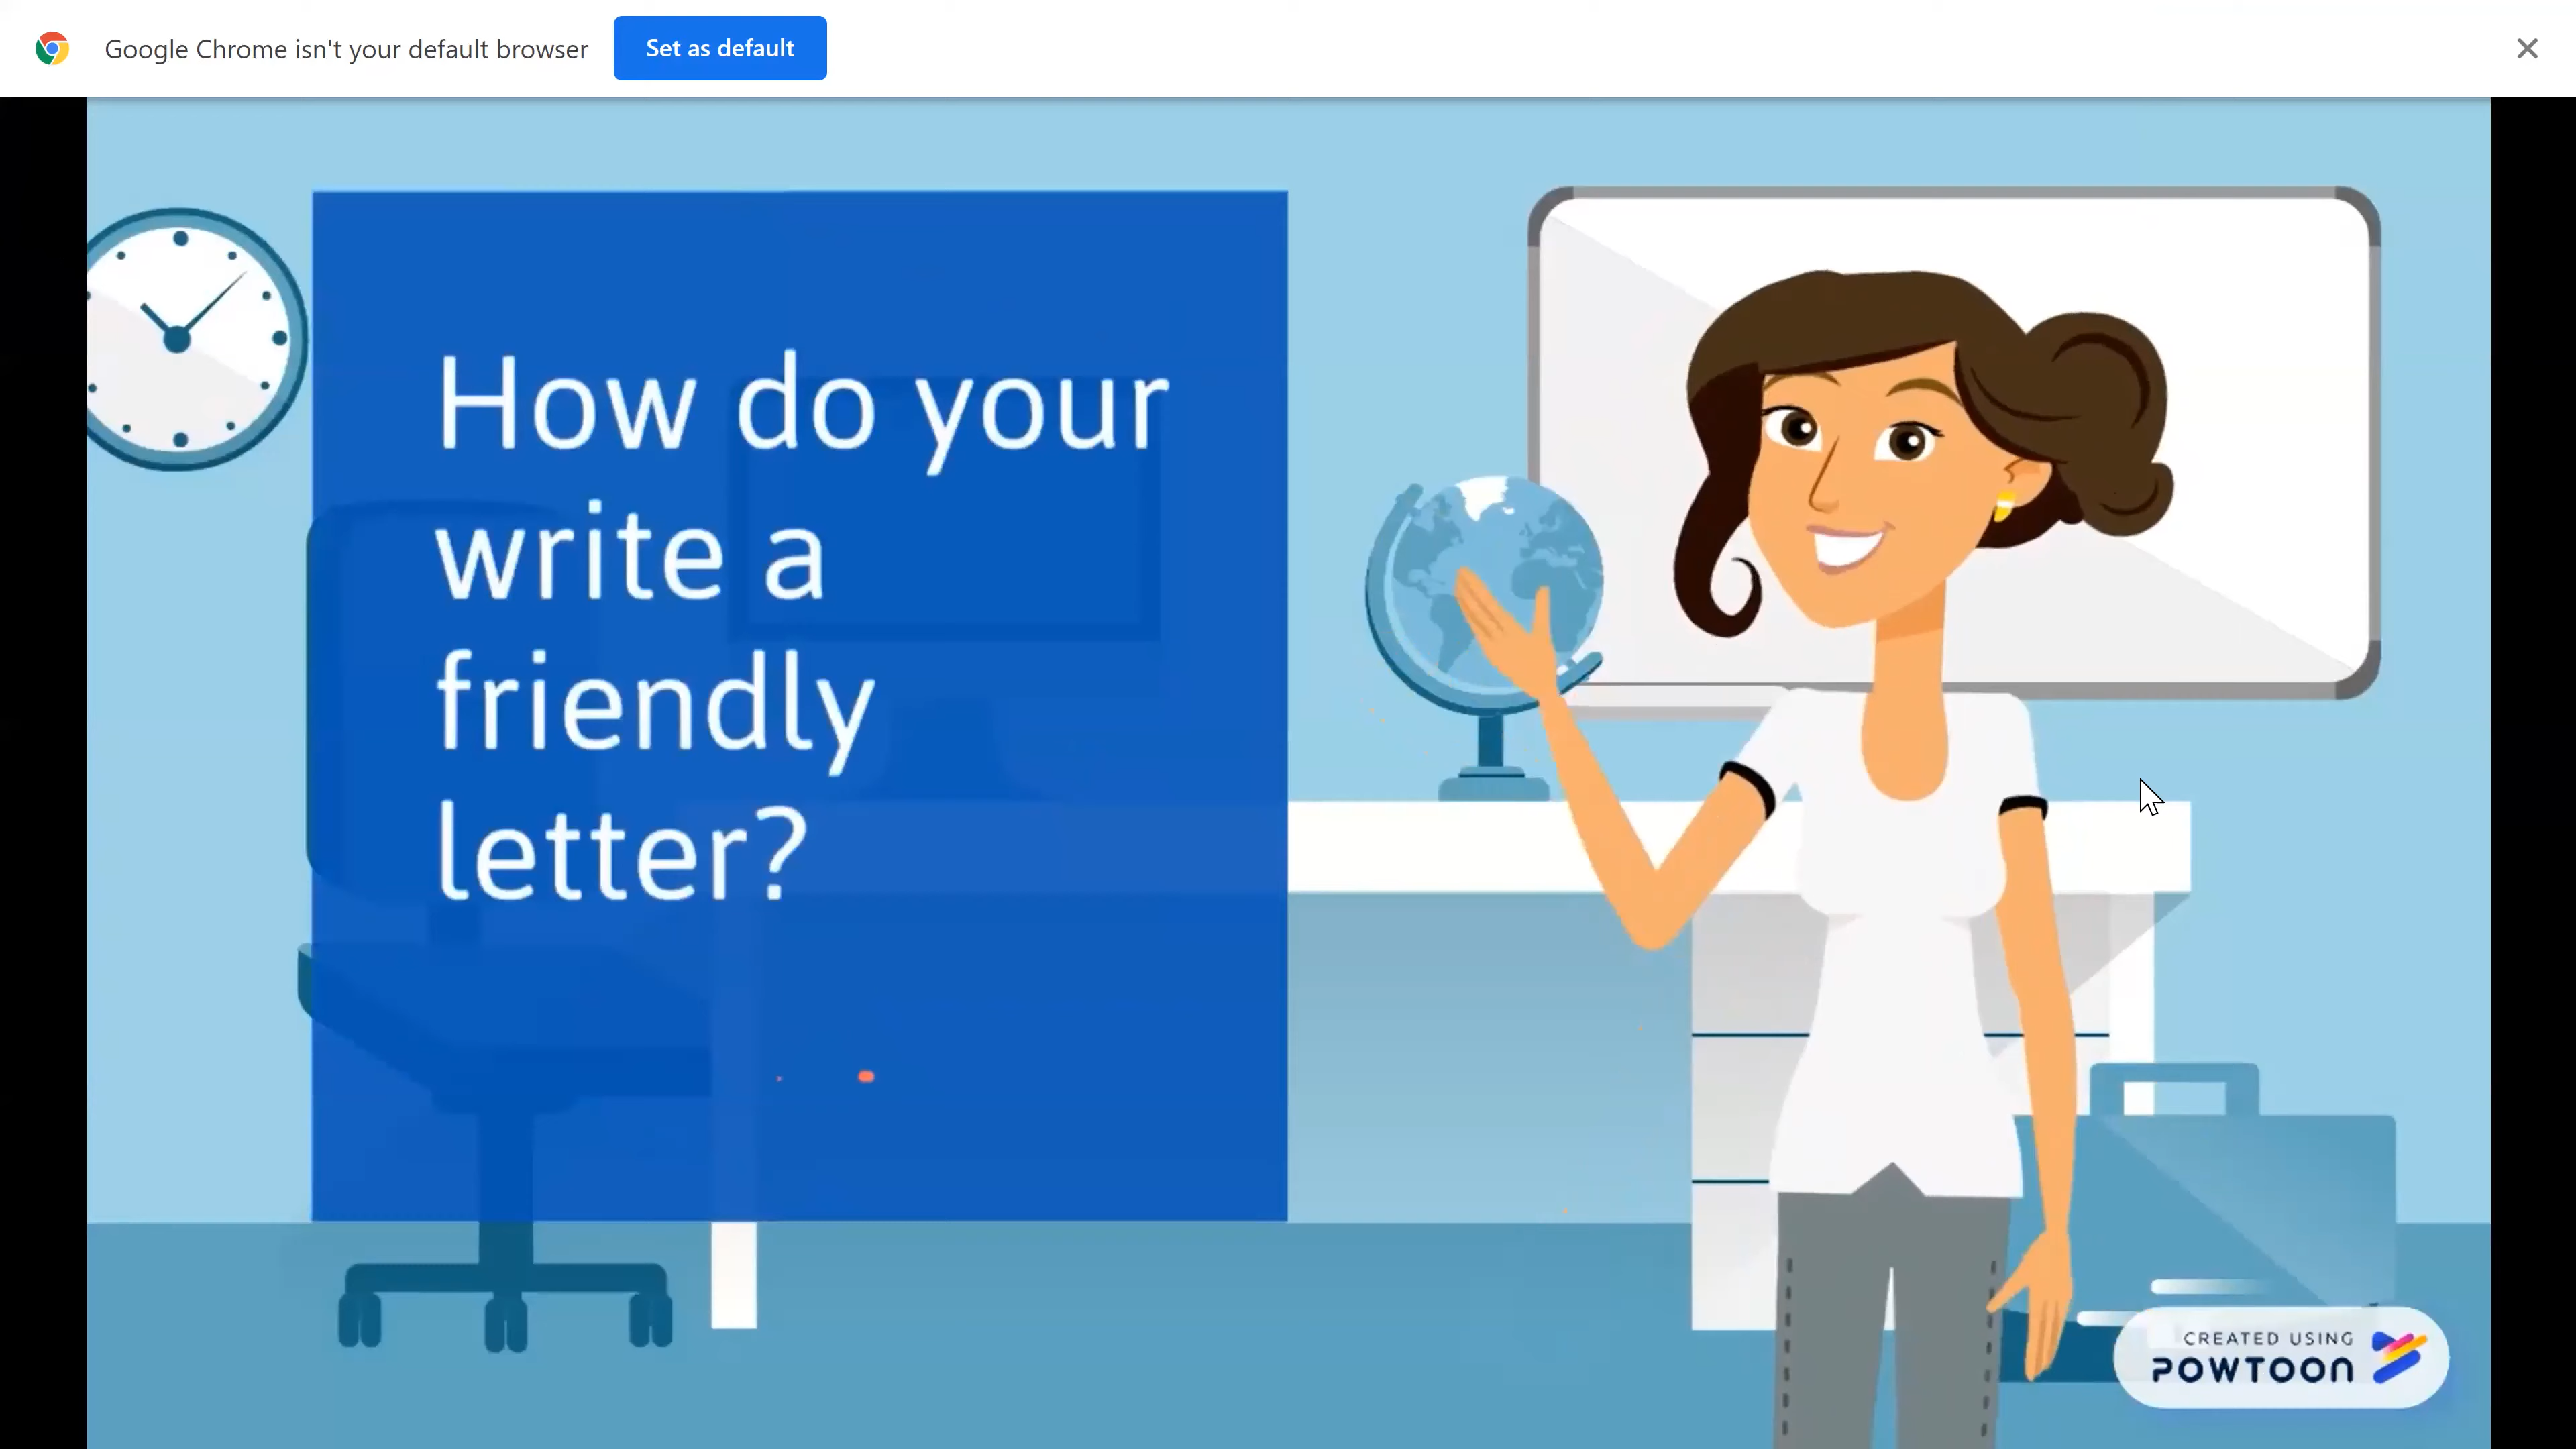 Google Chrome isn't your default browser
Set as default
How do your
write a
friendly
letter?
CREATED USING
POWTOON